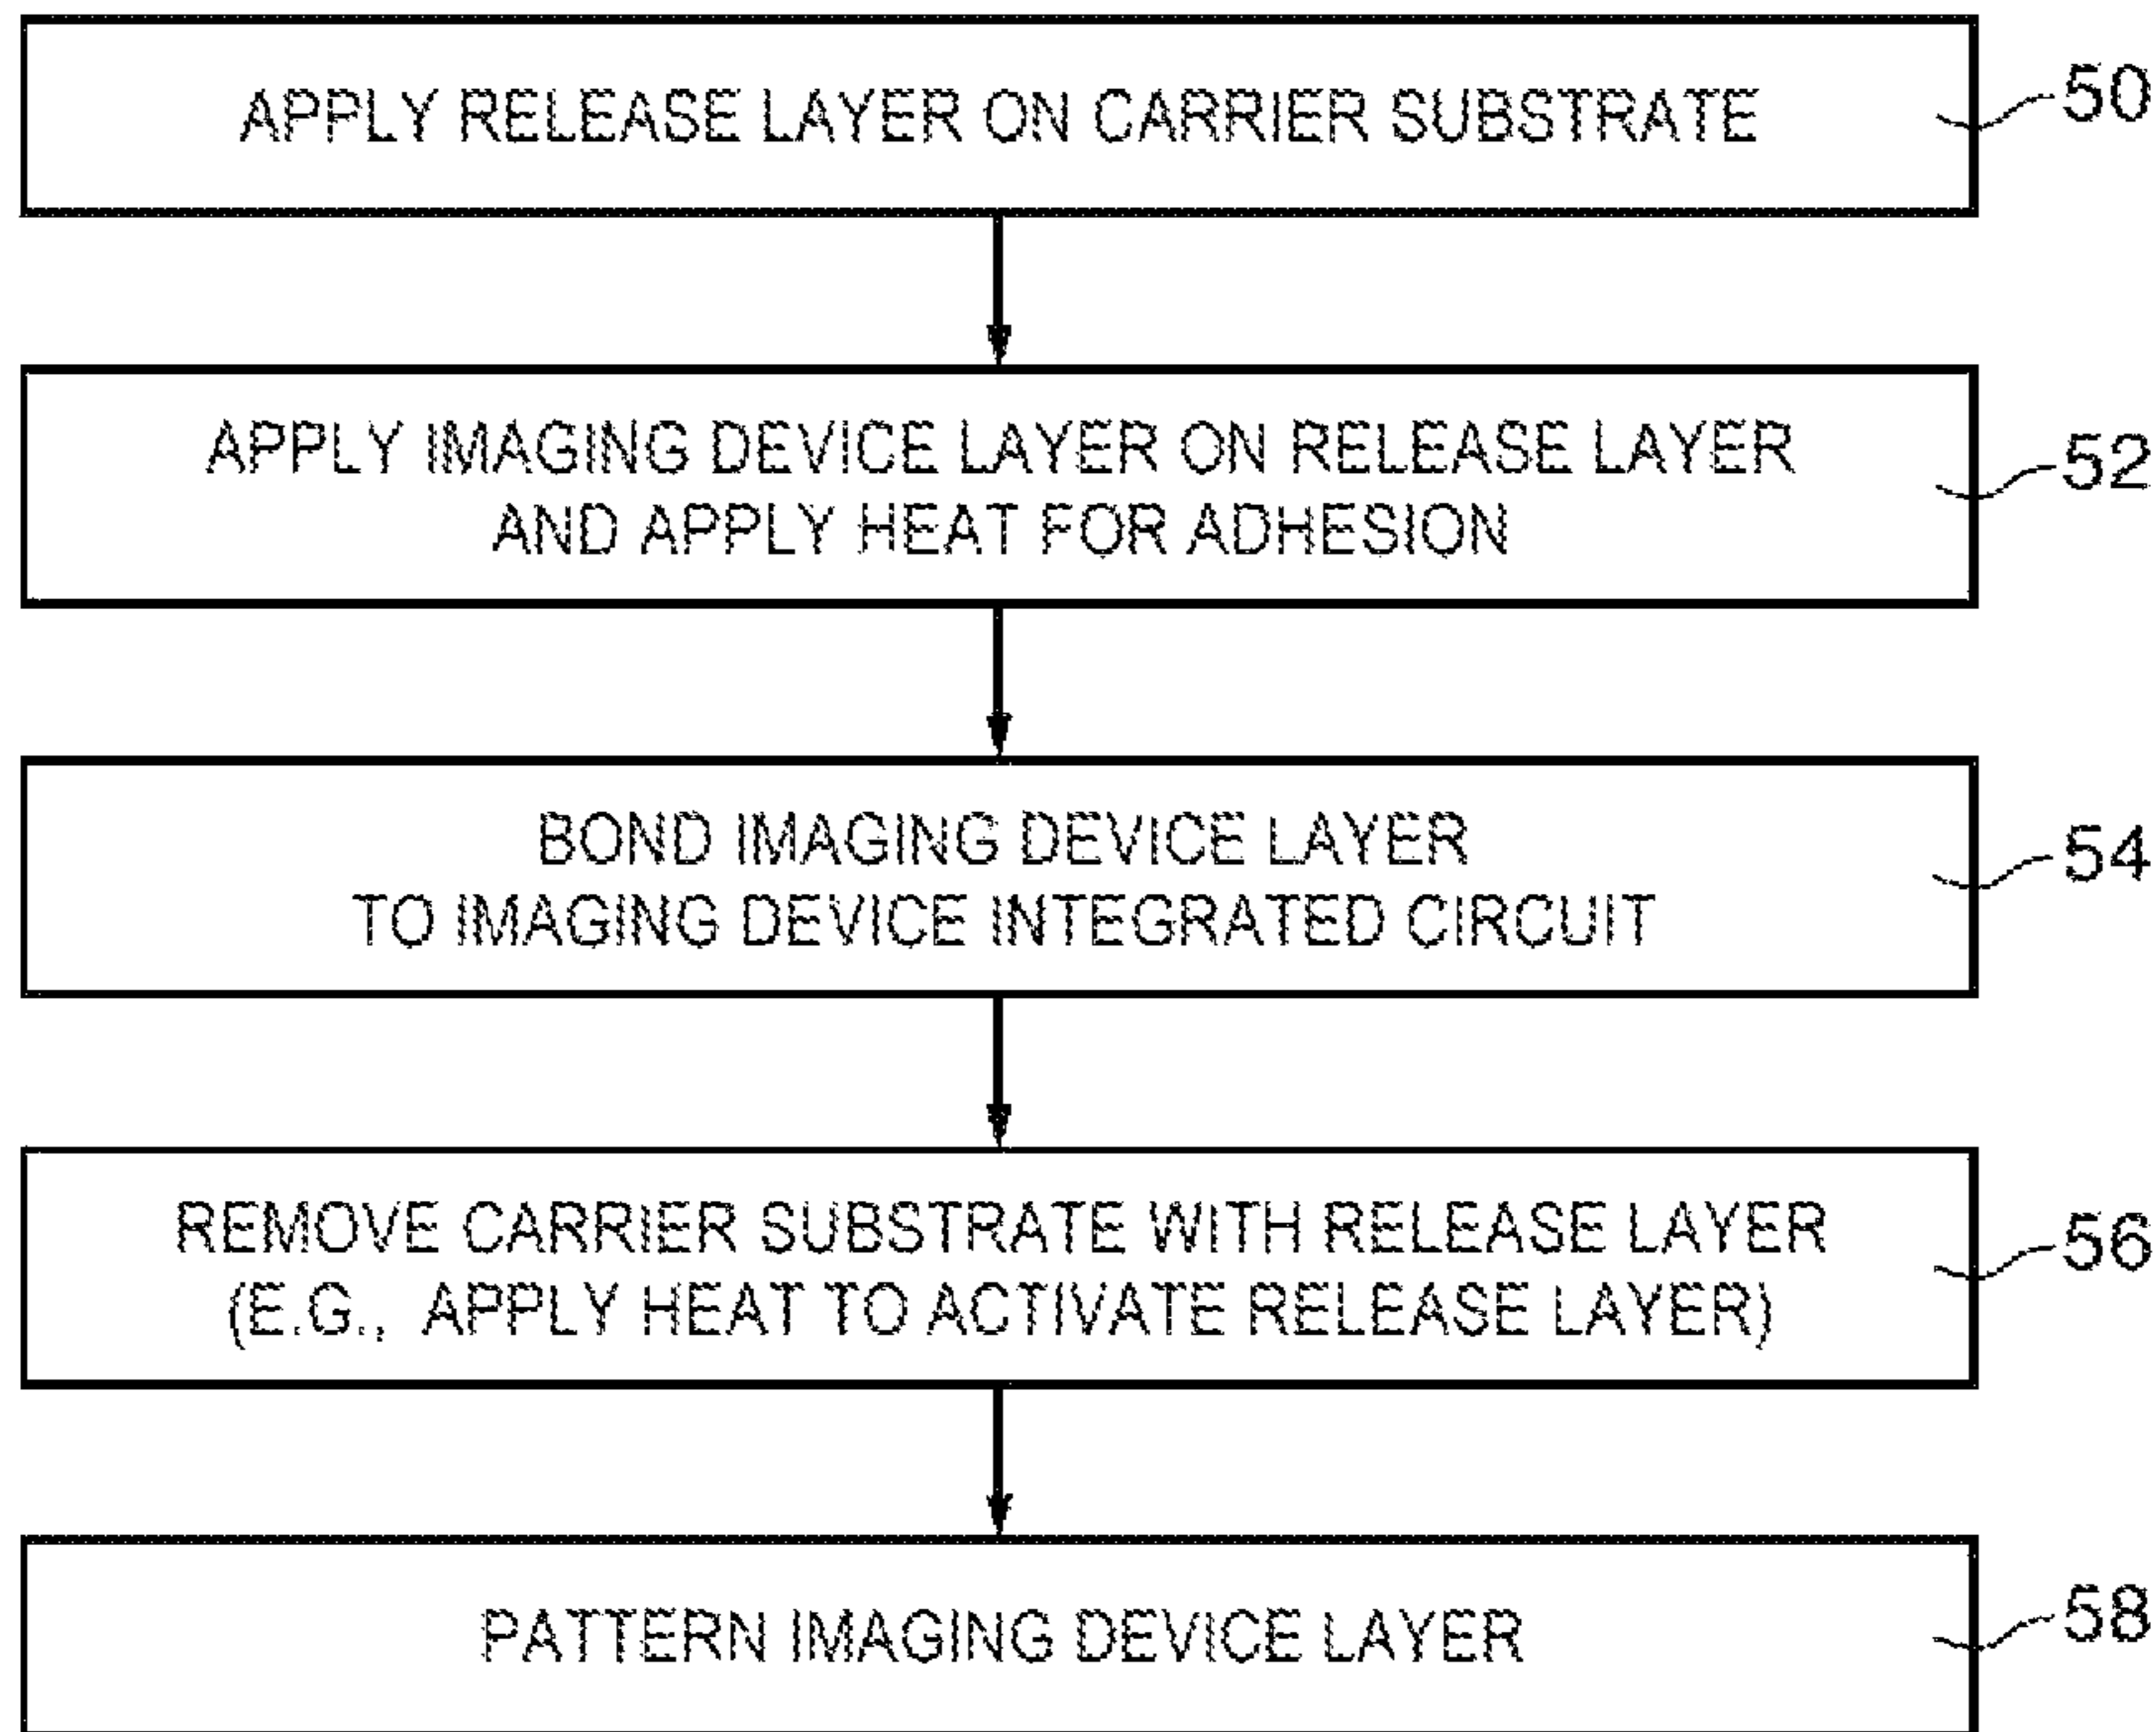 APPLY RELEASE LAYER ON CARRIER SUBSTRATE
50
APPLY IMAGING DEVICE LAYER ON RELEASE LAYER
AND APPLY HEAT FOR ADHESION
52
BOND IMAGING DEVICE LAYER
TO IMAGING DEVICE INTEGRATED CIRCUIT
54
REMOVE CARRIER SUBSTRATE WITH RELEASE LAYER
(E.G., APPLY HEAT TO ACTIVATE RELEASE LAYER)
56
PATTERN IMAGING DEVICE LAYER
58